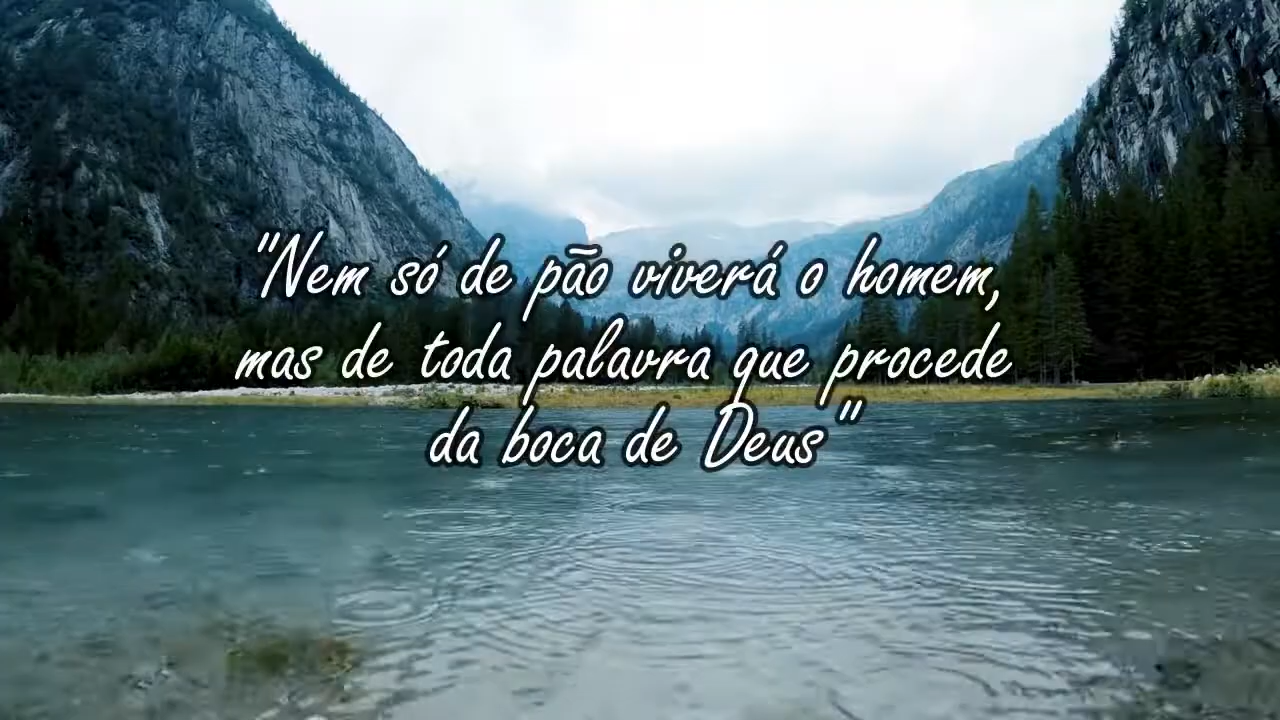 "Nem só de pão viverá o homem,
mas de toda palavra que procede
da boca de Deus"